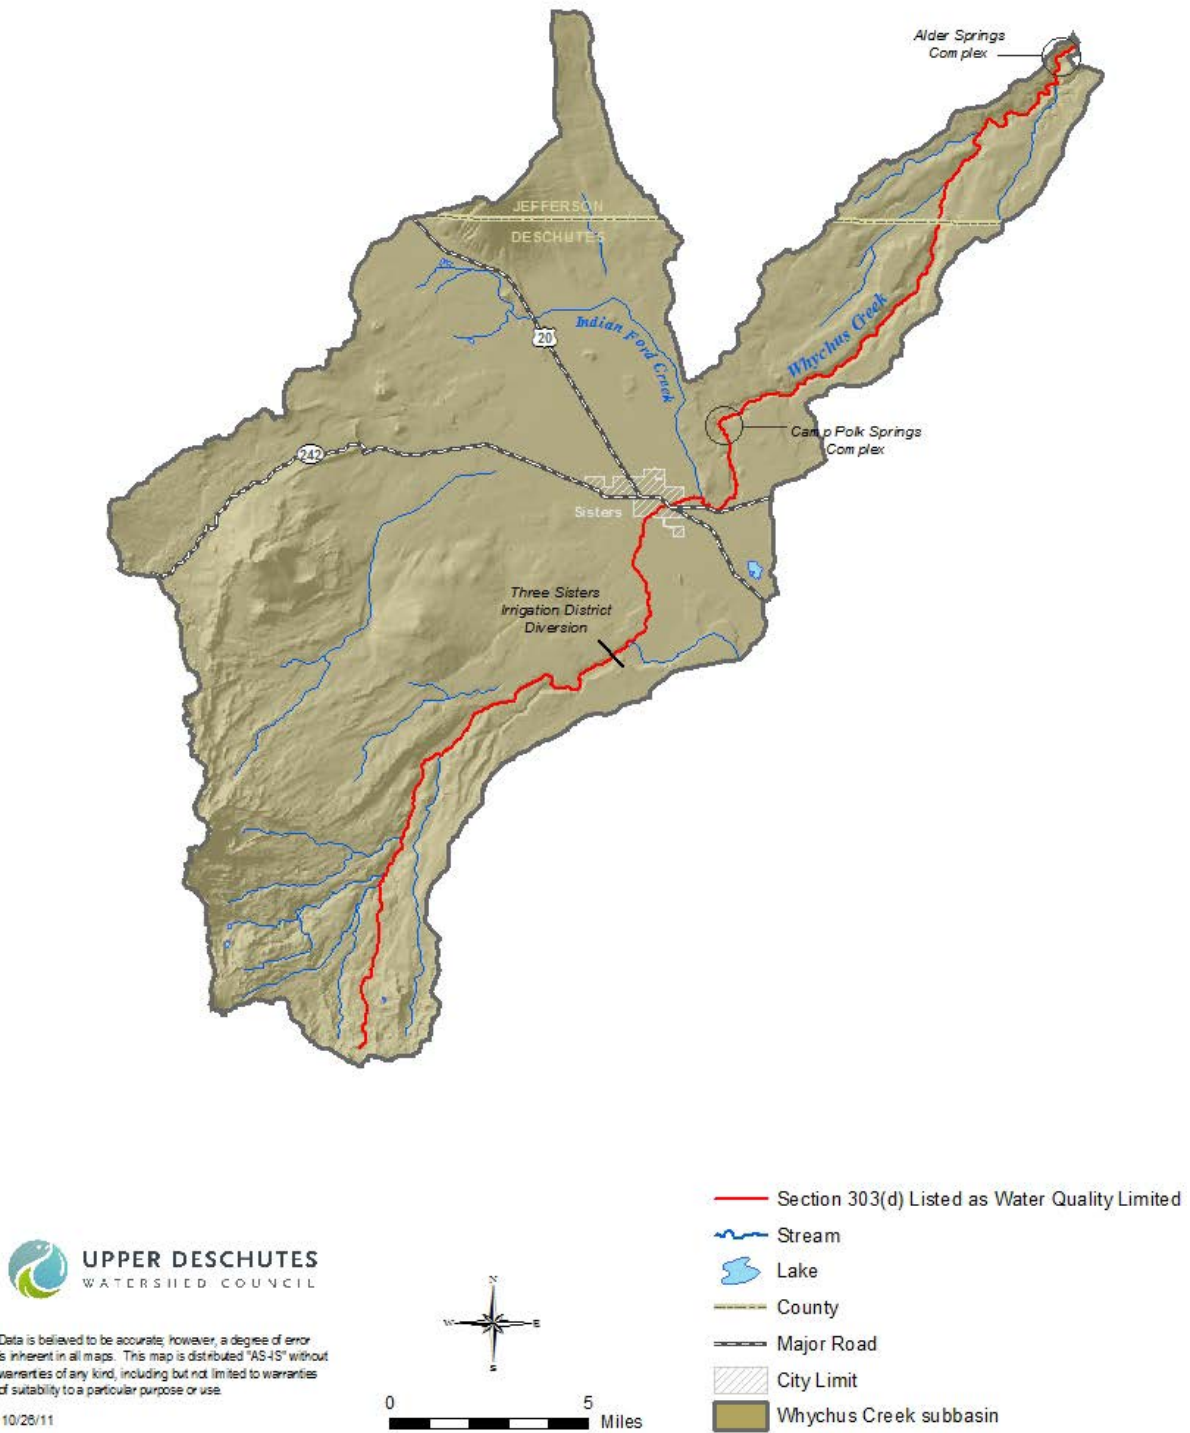 Alder Springs
Complex
JEFFERSON
DESCHUTES
20
Indian Ford Creek
Whychus Creek
Camp Polk Springs
Complex
242
Sisters
Three Sisters
Irrigation District
Diversion
Section 303(d) Listed as Water Quality Limited
Stream
Lake
County
Major Road
City Limit
Whychus Creek subbasin
UPPER DESCHUTES
WATERSHED COUNCIL
Data is believed to be accurate; however, a degree of error
is inherent in all maps. This map is distributed "AS-IS" without
warranties of any kind, including but not limited to warranties
of suitability to a particular purpose or use.
10/26/11
N
W E
S
0 5
Miles